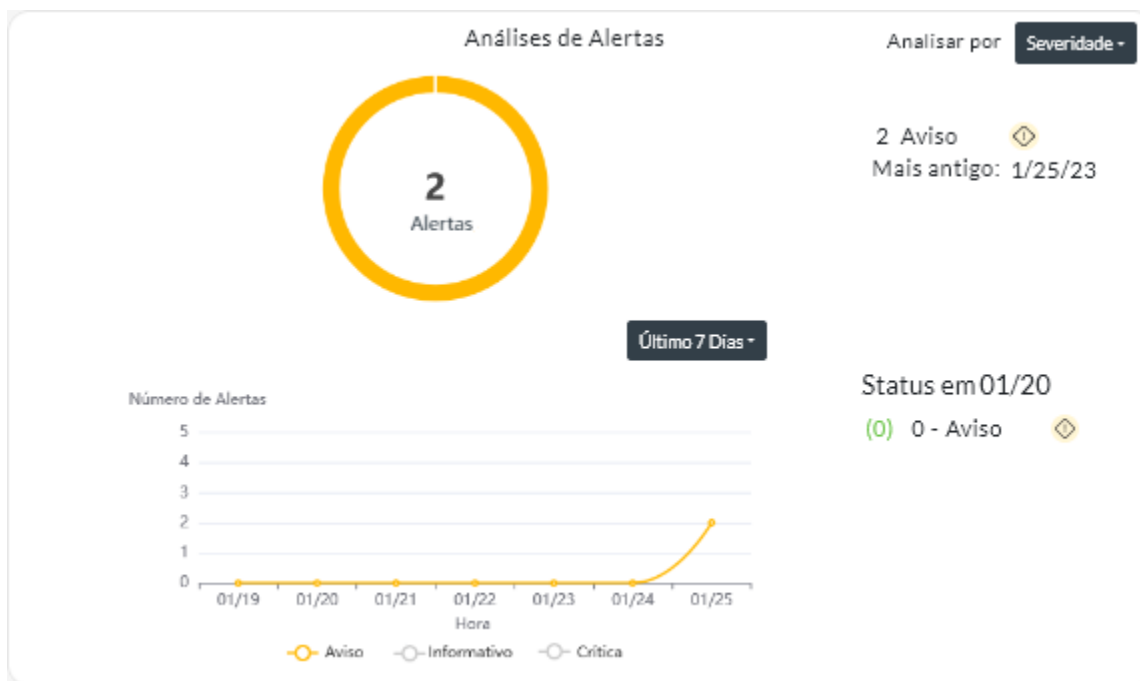 Análises de Alertas
Analisar por Severidade
2 Alertas
2 Aviso
Mais antigo: 1/25/23
Último 7 Dias
Número de Alertas
5
4
3
2
1
0
01/19 01/20 01/21 01/22 01/23 01/24 01/25
Hora
Aviso Informativo Crítica
Status em 01/20
(0) 0 - Aviso